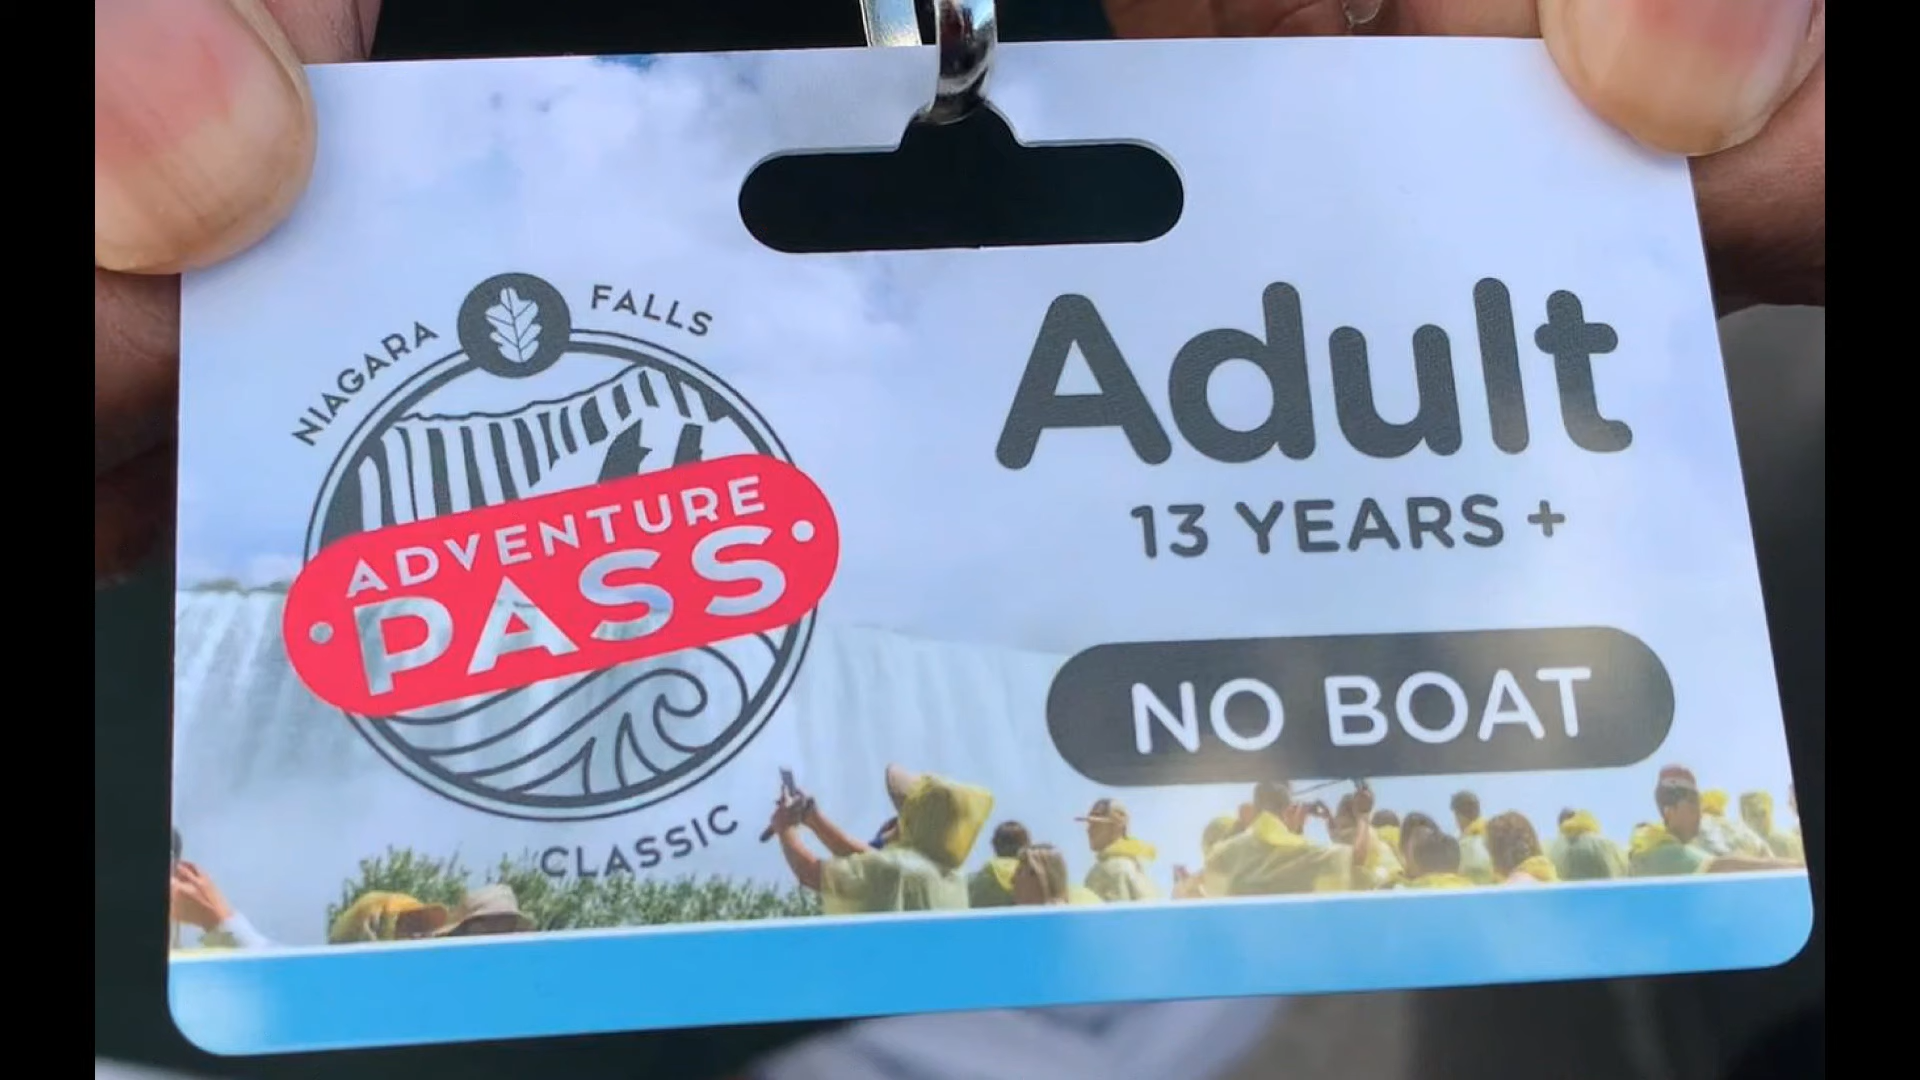 NIAGARA FALLS
ADVENTURE
PASS
CLASSIC
Adult
13 YEARS +
NO BOAT